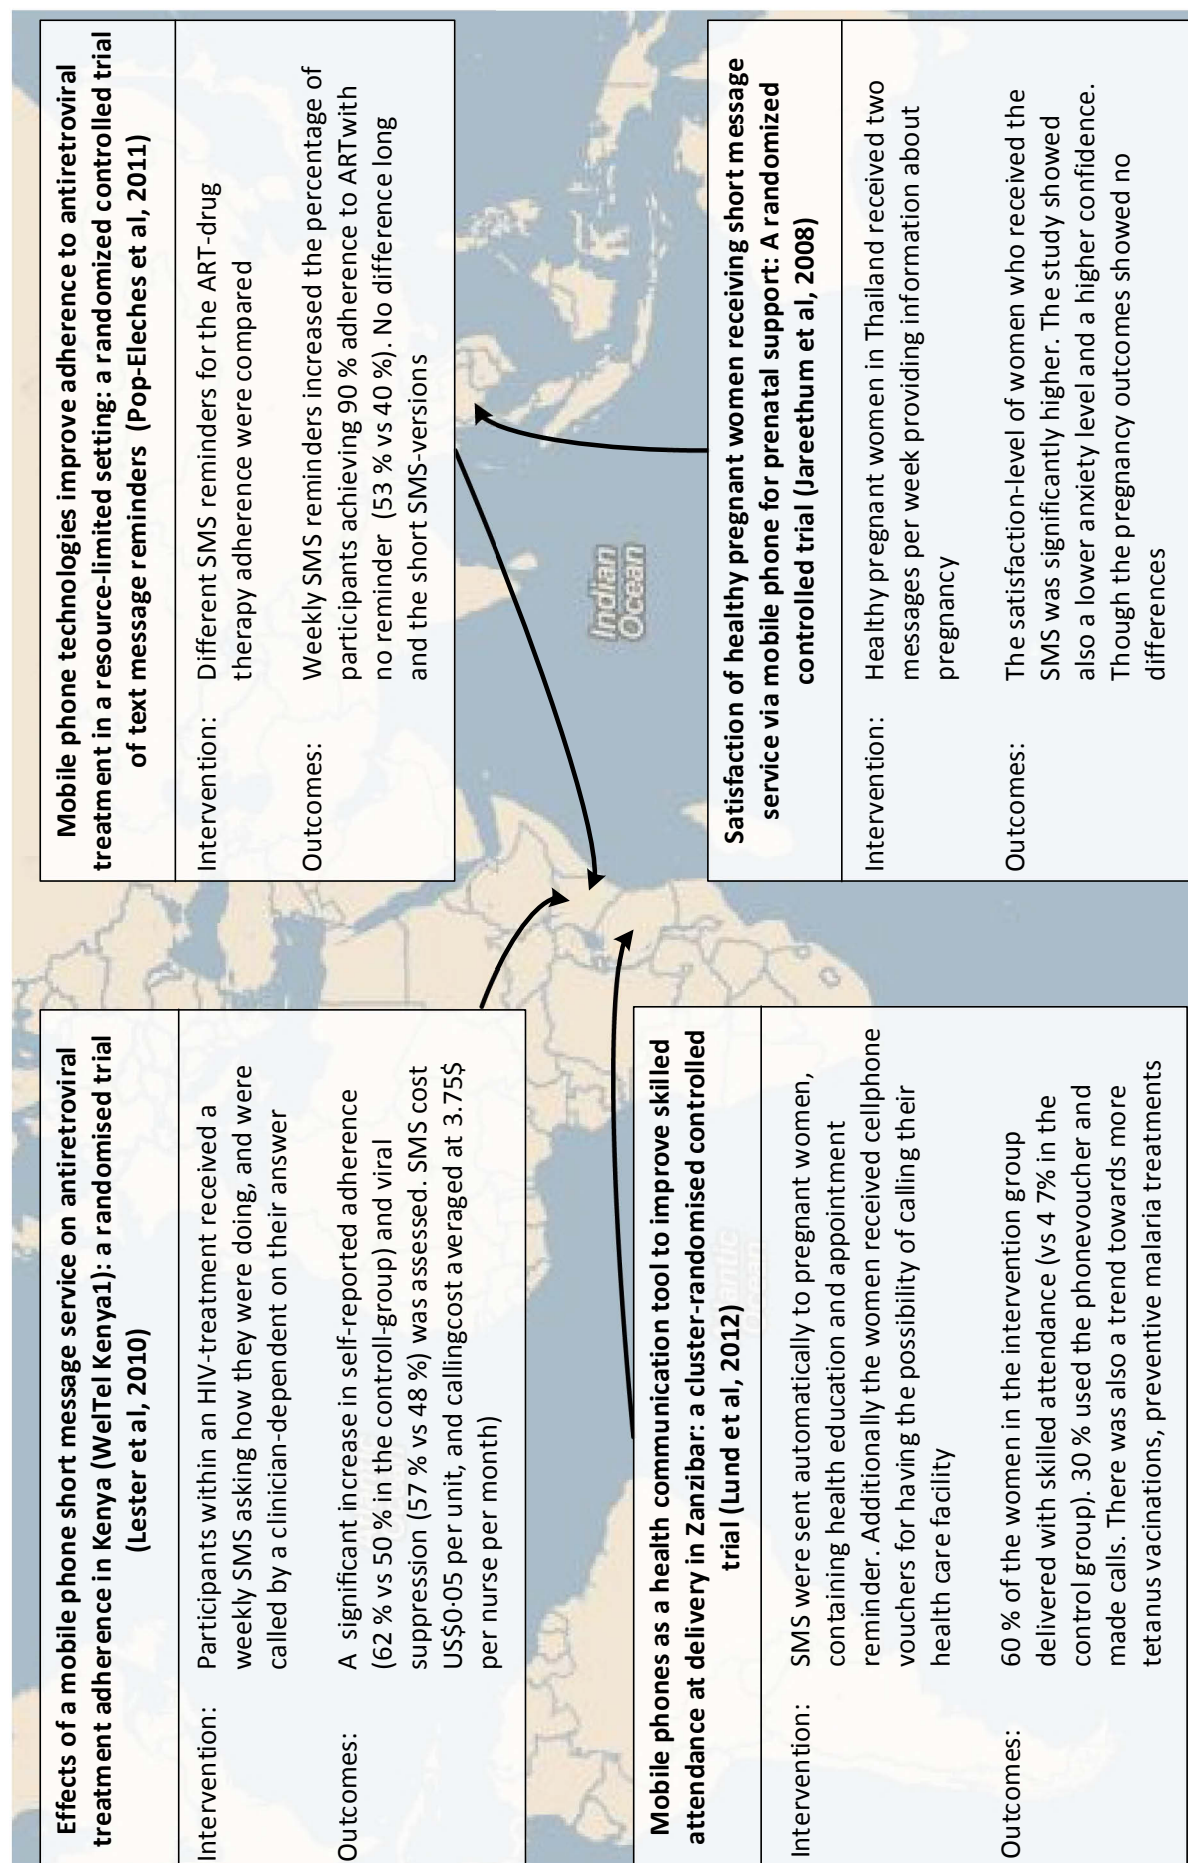 Effects of a mobile phone short message service on antiretroviral
treatment adherence in Kenya (WelTel Kenya1): a randomised trial
(Lester et al, 2010)
Intervention: Participants within an HIV-treatment received a
weekly SMS asking how they were doing, and were
called by a clinician-dependent on their answer
Outcomes: A significant increase in self-reported adherence
(62 % vs 50 % in the controll-group) and viral
suppression (57 % vs 48 %) was assessed. SMS cost
US$0·05 per unit, and callingcost averaged at 3.75$
per nurse per month)
Mobile phone technologies improve adherence to antiretroviral
treatment in a resource-limited seting: a randomized controlled trial
of text message reminders (Pop-Eleches et al, 2011)
Intervention: Different SMS reminders for the ART-drug
therapy adherence were compared
Outcomes: Weekly SMS reminders increased the percentage of
participants achieving 90 % adherence to ARTwith
no reminder (53 % vs 40 %). No difference long
and the short SMS-versions
Indian
Ocean
Mobile phones as a health communication tool to improve skilled
attendance at delivery in Zanzibar: a cluster-randomised controlled
trial (Lund et al, 2012)
Intervention: SMS were sent automatically to pregnant women,
containing health education and appointment
reminder. Additionally the women received cellphone
vouchers for having the possibility of calling their
health care facility
Outcomes: 60 % of the women in the intervention group
delivered with skilled attendance (vs 4 7% in the
control group). 30 % used the phonevoucher and
made calls. There was also a trend towards more
tetanus vacinations, preventive malaria treatments
Satisfaction of healthy pregnant women receiving short message
service via mobile phone for prenatal support: A randomized
controlled trial (Jareethum et al, 2008)
Intervention: Healthy pregnant women in Thailand received two
messages per week providing information about
pregnancy
Outcomes: The satisfaction-level of women who received the
SMS was significantly higher. The study showed
also a lower anxiety level and a higher confidence.
Though the pregnancy outcomes showed no
differences